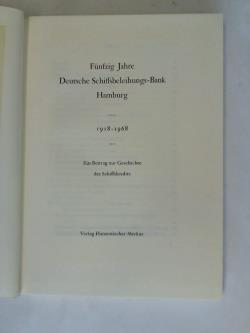 Fünfzig Jahre
Deutsche Schiffsbeleihungs-Bank
Hamburg
1918-1968
Ein Beitrag zur Geschichte
des Schiffskredits
Verlag Hanseatischer Merkur